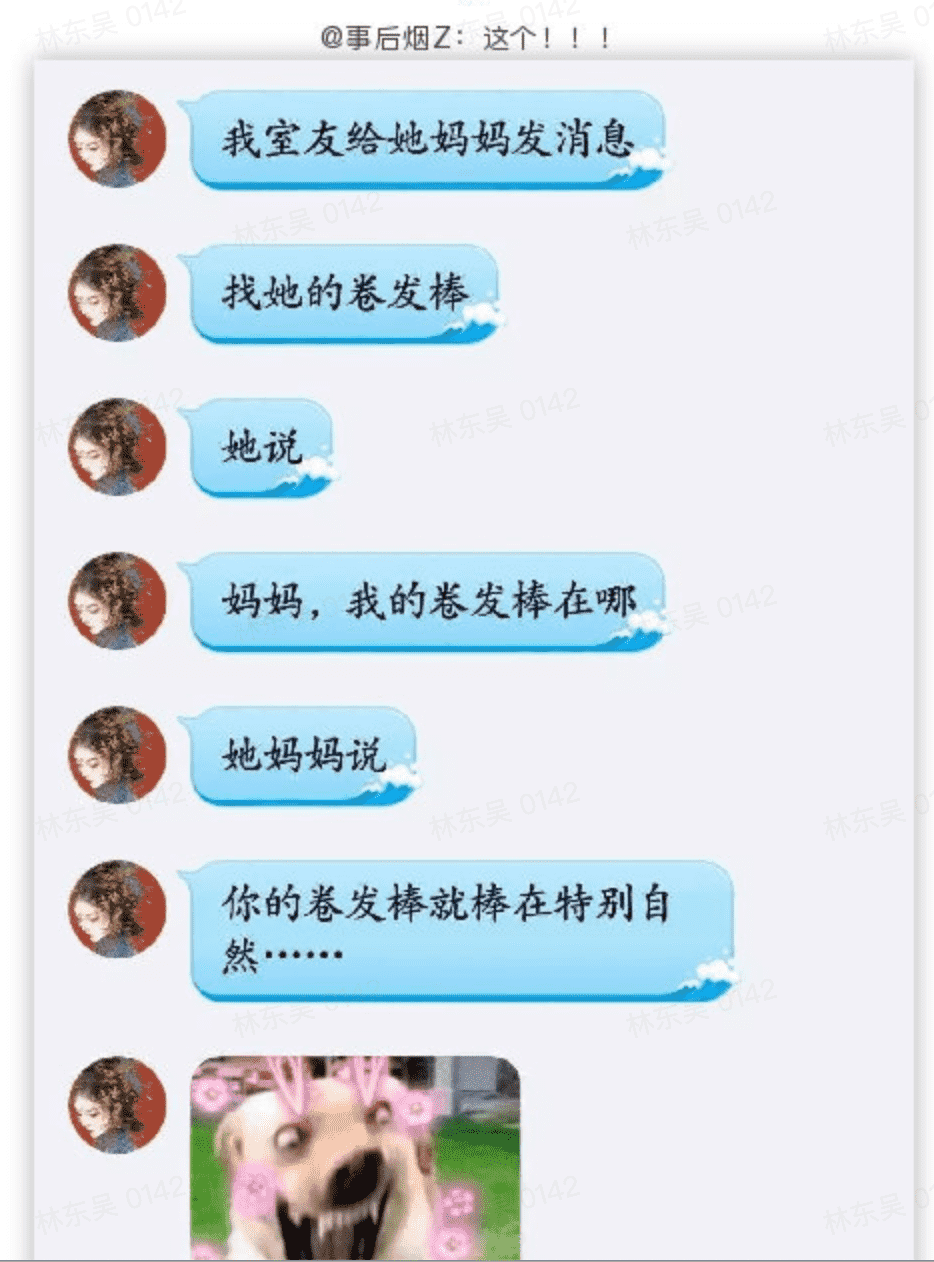 @事后烟Z：这个！！！
我室友给她妈妈发消息
找她的卷发棒
她说
妈妈，我的卷发棒在哪
她妈妈说
你的卷发棒就棒在特别自
然……
林东吴 0142